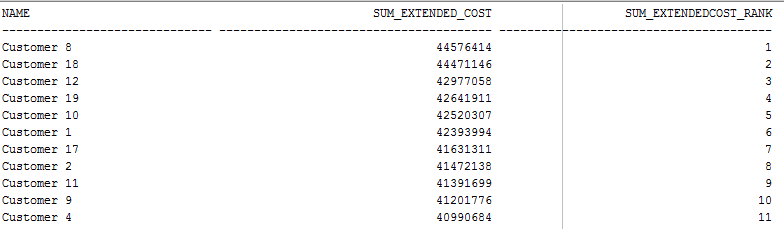 NAME SUM_EXTENDED_COST SUM_EXTENDEDCOST_RANK
------------------------------ --------------------------------------- ---------------------------------------
Customer 8 44576414 1
Customer 18 44471146 2
Customer 12 42977058 3
Customer 19 42641911 4
Customer 10 42520307 5
Customer 1 42393994 6
Customer 17 41631311 7
Customer 2 41472138 8
Customer 11 41391699 9
Customer 9 41201776 10
Customer 4 40990684 11